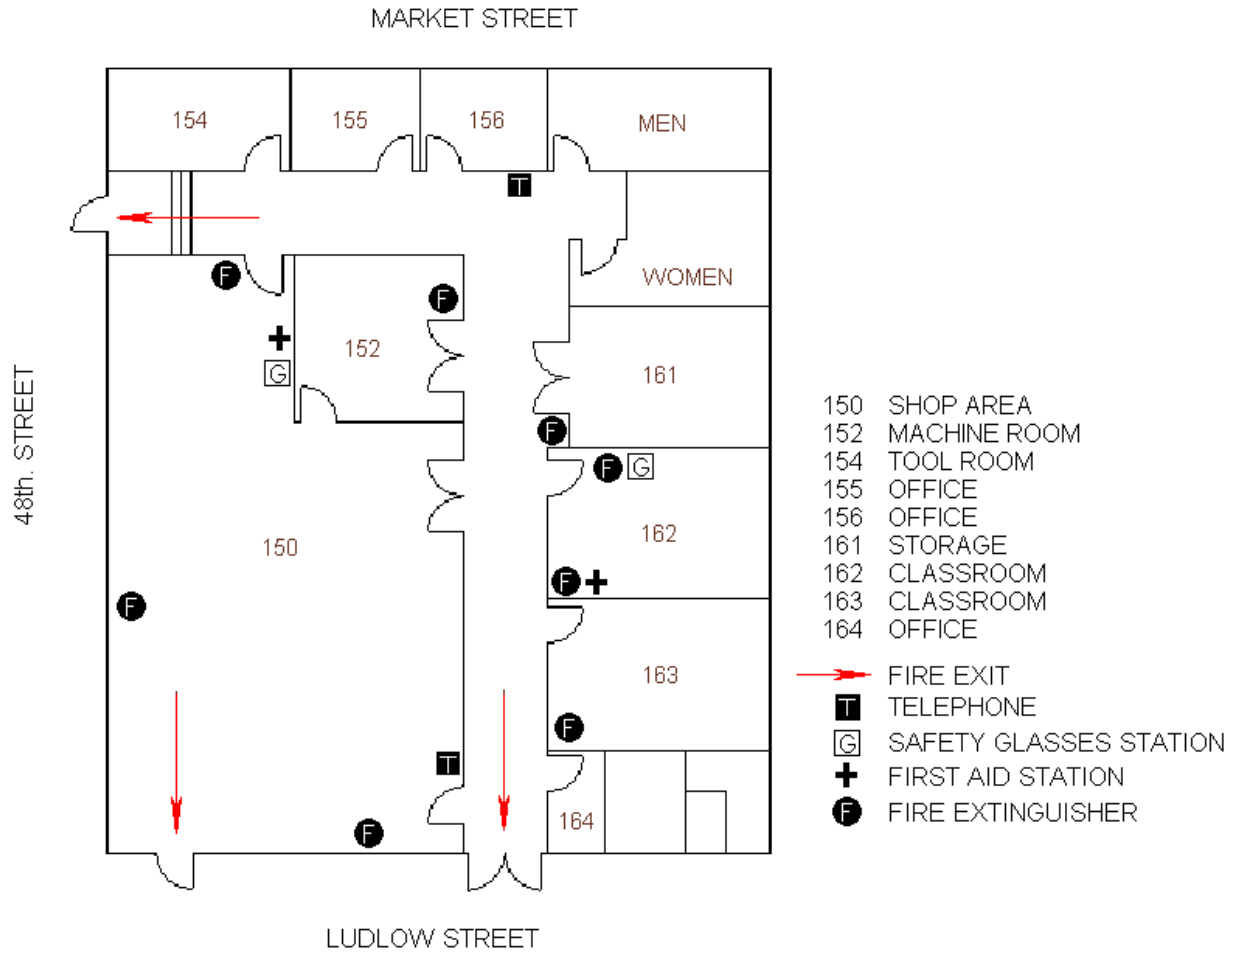 MARKET STREET
154
155
156
MEN
T
F
WOMEN
F
152
G
161
F
F
G
48th. STREET
150
162
F
F
163
F
T
164
F
150 SHOP AREA
152 MACHINE ROOM
154 TOOL ROOM
155 OFFICE
156 OFFICE
161 STORAGE
162 CLASSROOM
163 CLASSROOM
164 OFFICE
FIRE EXIT
T TELEPHONE
G SAFETY GLASSES STATION
FIRST AID STATION
F FIRE EXTINGUISHER
LUDLOW STREET